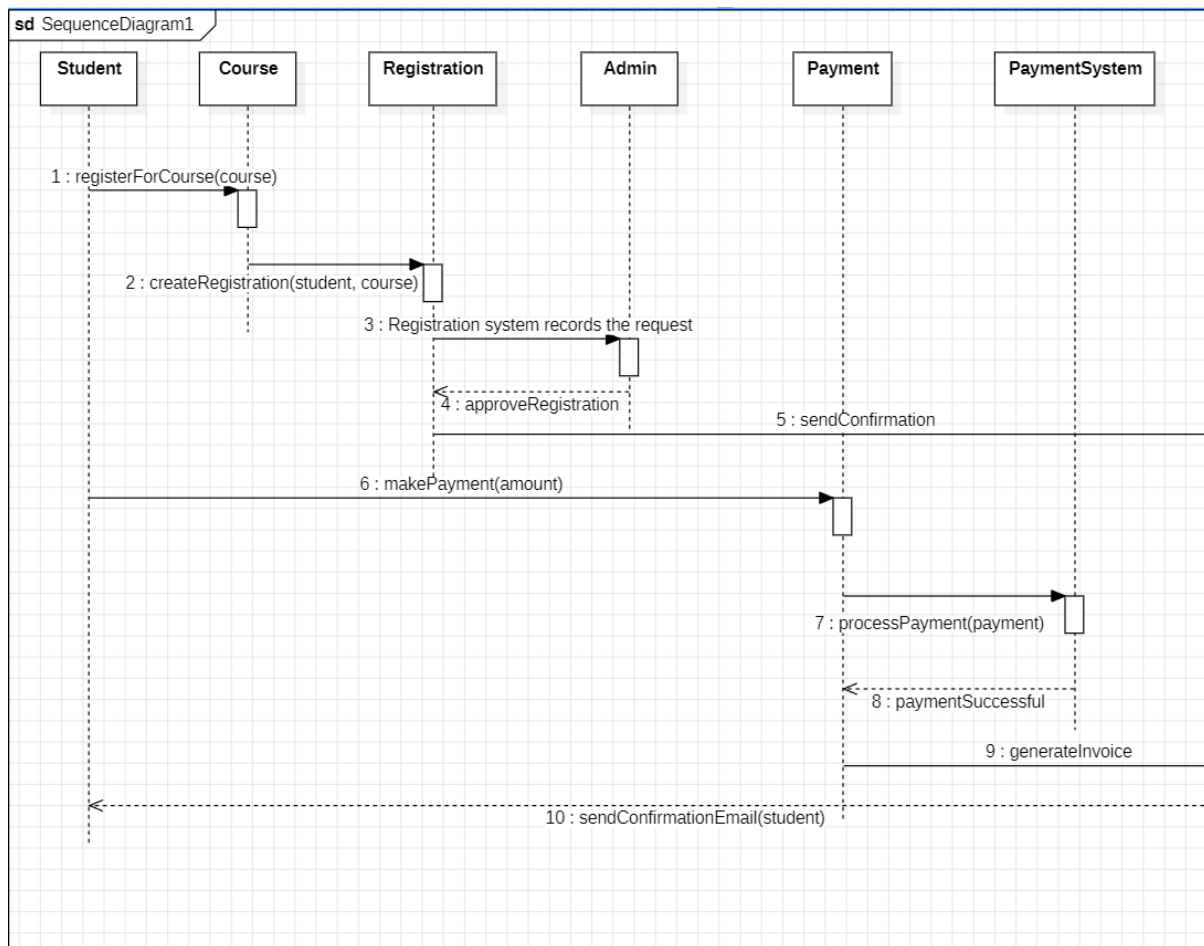 sd SequenceDiagram1
Student
Course
Registration
Admin
Payment
PaymentSystem
1 : registerForCourse(course)
2 : createRegistration(student, course)
3 : Registration system records the request
4 : approveRegistration
5 : sendConfirmation
6 : makePayment(amount)
7 : processPayment(payment)
8 : paymentSuccessful
9 : generateInvoice
10 : sendConfirmationEmail(student)